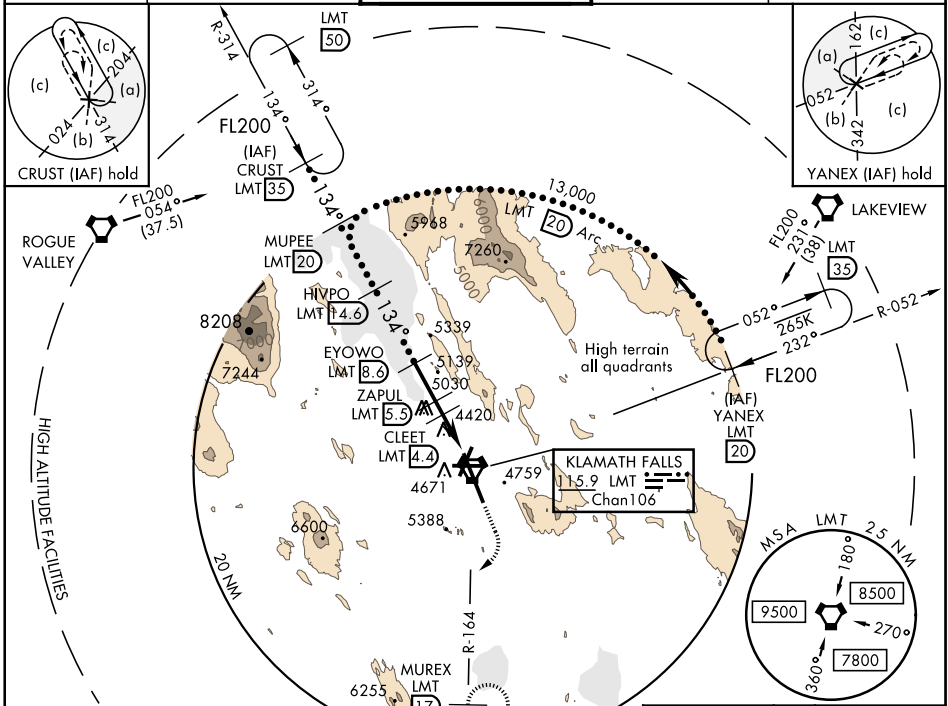 LMT
50
R-314
314°
134°
FL200
(IAF)
CRUST
LMT 35
134°
(c)
(c)
204
(a)
024
(b)
314
CRUST (IAF) hold
162
(c)
(a)
052
(b)
342
(c)
YANEX (IAF) hold
FL200
054°
(37.5)
ROGUE
VALLEY
LAKEVIEW
FL200
231°
(38)
LMT
35
R-052
052°
265K
232°
FL200
(IAF)
YANEX
LMT
20
13,000
LMT 20 Arc
MUPEE
LMT 20
5968
6000
7260
5000
HIVPO
LMT 14.6
134°
8208
7000
7244
5339
EYOWO
LMT 8.6
5139
5030
High terrain
all quadrants
ZAPUL
LMT 5.5
4420
CLEET
LMT 4.4
4671
4759
KLAMATH FALLS
115.9 LMT
Chan106
5388
6600
20 NM
HIGH ALTITUDE FACILITIES
R-164
MUREX
LMT
17
6255
MSA LMT 25 NM
180°
8500
9500
270°
7800
360°